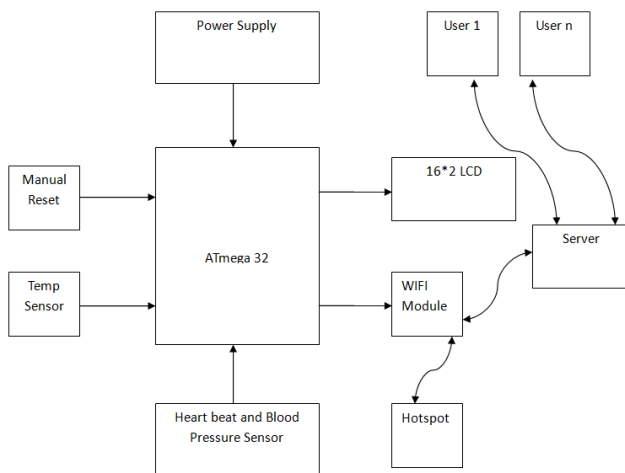 Power Supply
User 1
User n
Manual
Reset
16*2 LCD
ATmega 32
Server
Temp
Sensor
WIFI
Module
Heart beat and Blood
Pressure Sensor
Hotspot